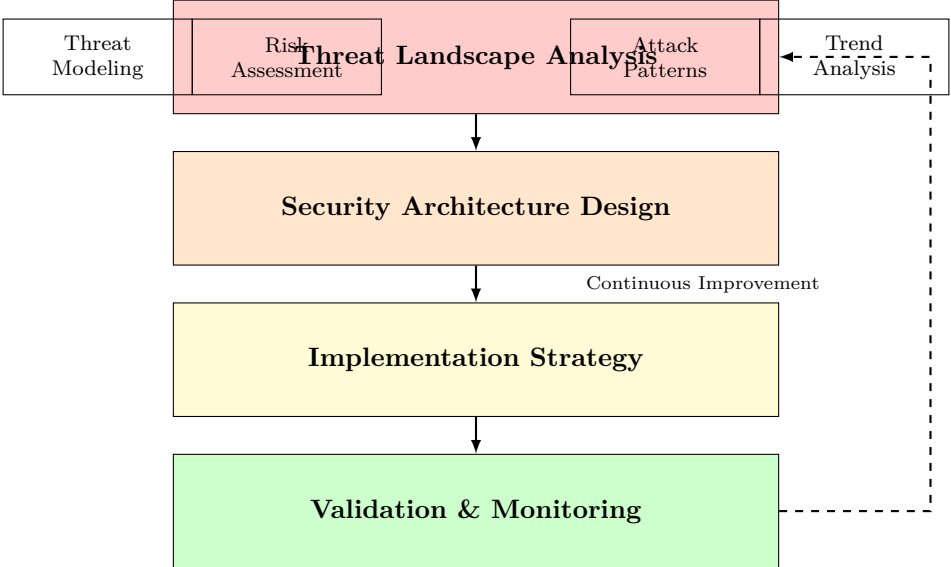 Threat
Modeling
Risk
Assessment
Threat Landscape Analysis
Attack
Patterns
Trend
Analysis
Security Architecture Design
Continuous Improvement
Implementation Strategy
Validation & Monitoring